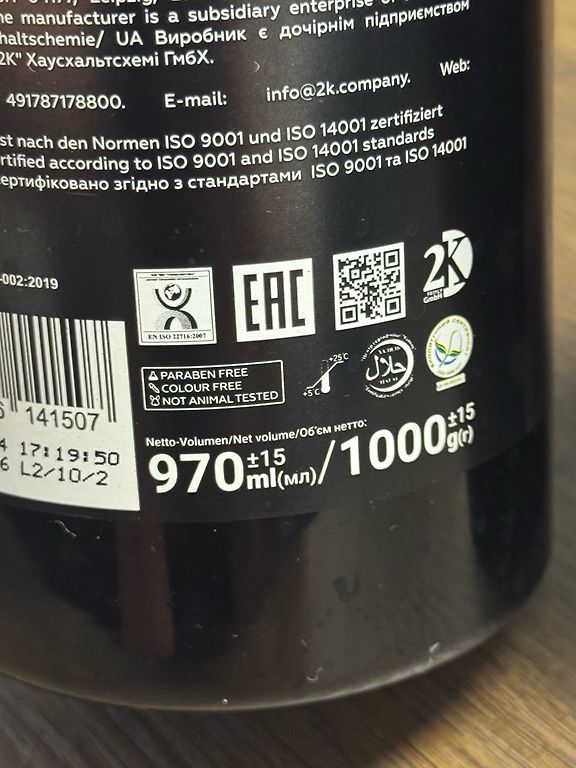 he manufacturer is a subsidiary enterprise of
haltschemie/ UA Виробник є дочірнім підприємством
2K" Хаусхальтсхемі ГмбХ.
Web:
491787178800. E-mail: info@2k.company.
st nach den Normen ISO 9001 und ISO 14001 zertifiziert
rtified according to ISO 9001 and ISO 14001 standards
ертифіковано згідно з стандартами ISO 9001 та ISO 14001
-002:2019
EN ISO 22716:2007
EAC
2K
GmbH
PARABEN FREE
COLOUR FREE
NOT ANIMAL TESTED
+25°C
+5°C
حلال
141507
4 17:19:50
6 L2/10/2
Netto-Volumen/Net volume/Об'єм нетто:
970±15 ml(мл)/1000±15 g(г)